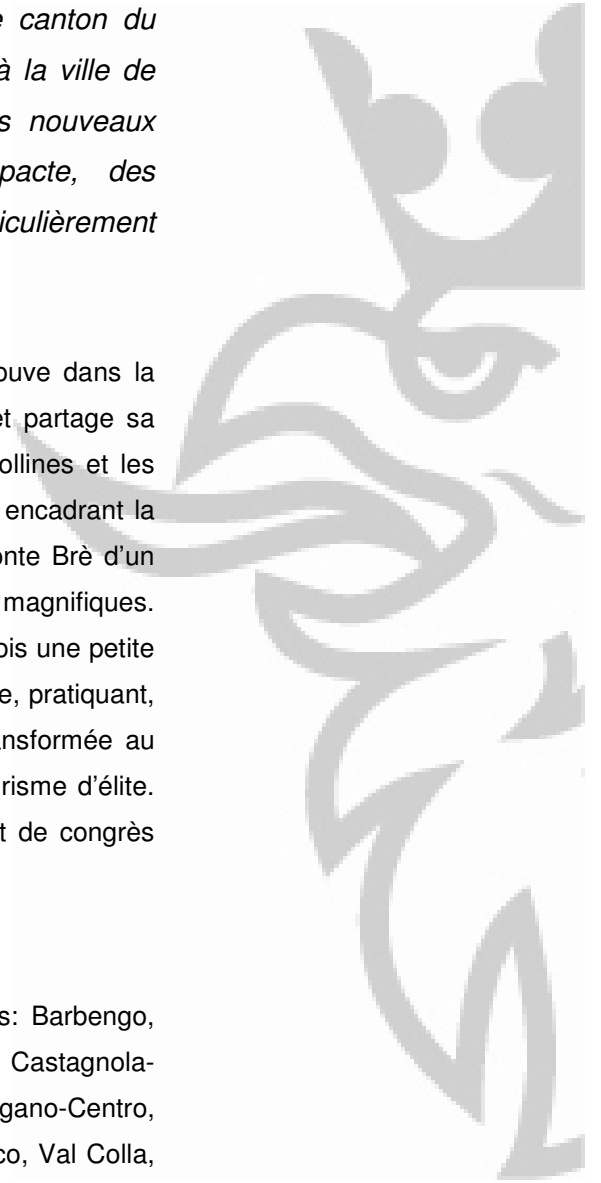 canton du
à la ville de
nouveaux
des
ouve dans la
et partage sa
ollines et les
encadrant la
onte Brè d'un
magnifiques.
ois une petite
e, pratiquant,
ansformée au
risme d'élite.
t de congrès
s: Barbengo,
Castagnola-
gano-Centro,
co, Val Colla,